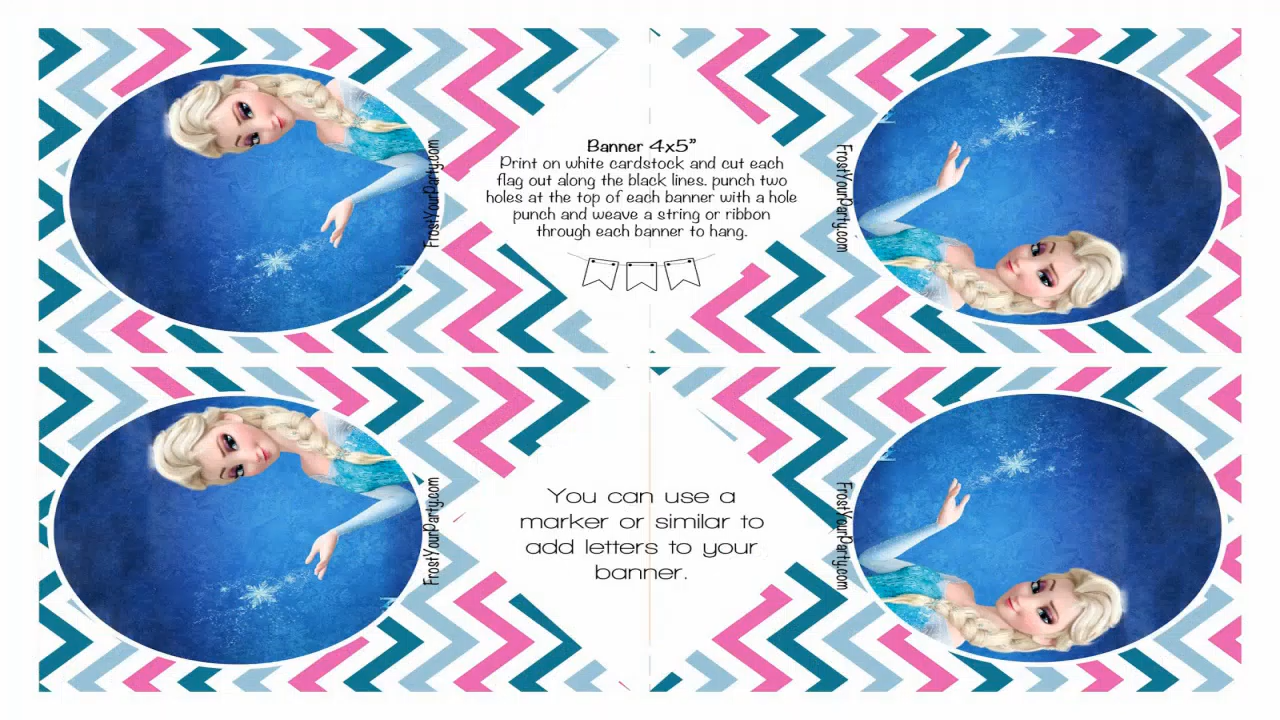 Banner 4x5"
Print on white cardstock and cut each
flag out along the black lines. punch two
holes at the top of each banner with a hole
punch and weave a string or ribbon
through each banner to hang.
FrostYourParty.com
FrostYourParty.com
You can use a
marker or similar to
add letters to your
banner.
FrostYourParty.com
FrostYourParty.com